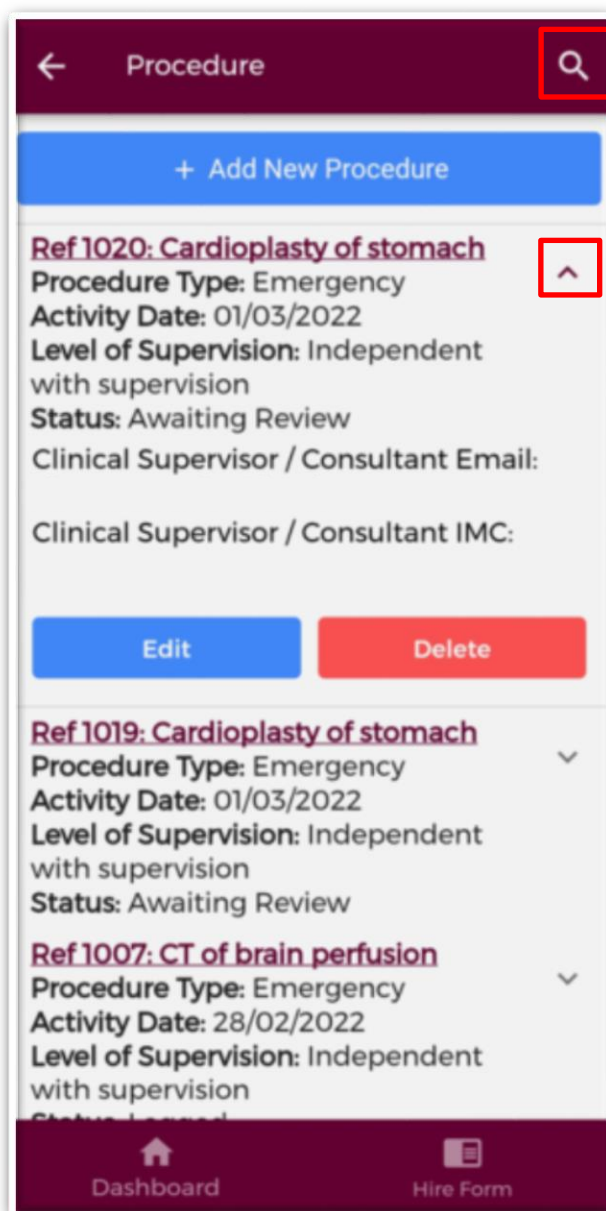 Procedure
+ Add New Procedure
Ref 1020: Cardioplasty of stomach
Procedure Type: Emergency
Activity Date: 01/03/2022
Level of Supervision: Independent
with supervision
Status: Awaiting Review
Clinical Supervisor / Consultant Email:
Clinical Supervisor / Consultant IMC:
Edit
Delete
Ref 1019: Cardioplasty of stomach
Procedure Type: Emergency
Activity Date: 01/03/2022
Level of Supervision: Independent
with supervision
Status: Awaiting Review
Ref 1007: CT of brain perfusion
Procedure Type: Emergency
Activity Date: 28/02/2022
Level of Supervision: Independent
with supervision
Status: Logged
Dashboard
Hire Form